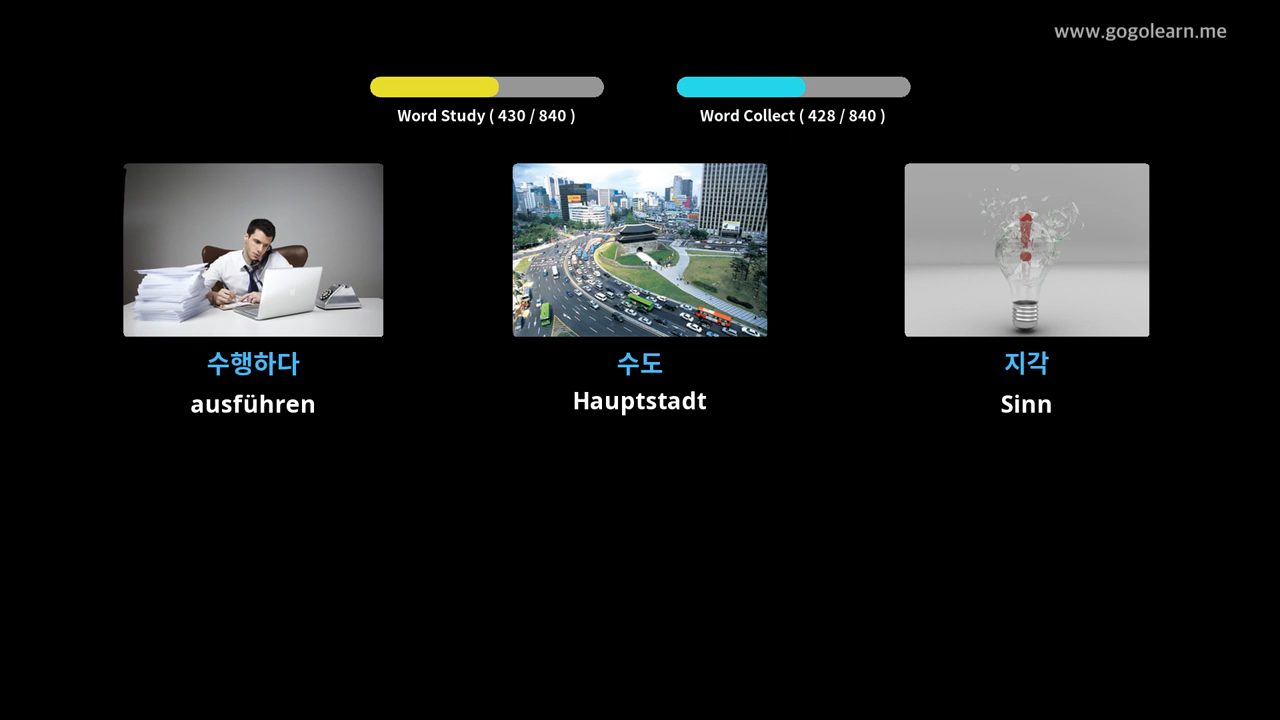 www.gogolearn.me
Word Study ( 430 / 840 )
Word Collect ( 428 / 840 )
수행하다
수도
지각
ausführen
Hauptstadt
Sinn